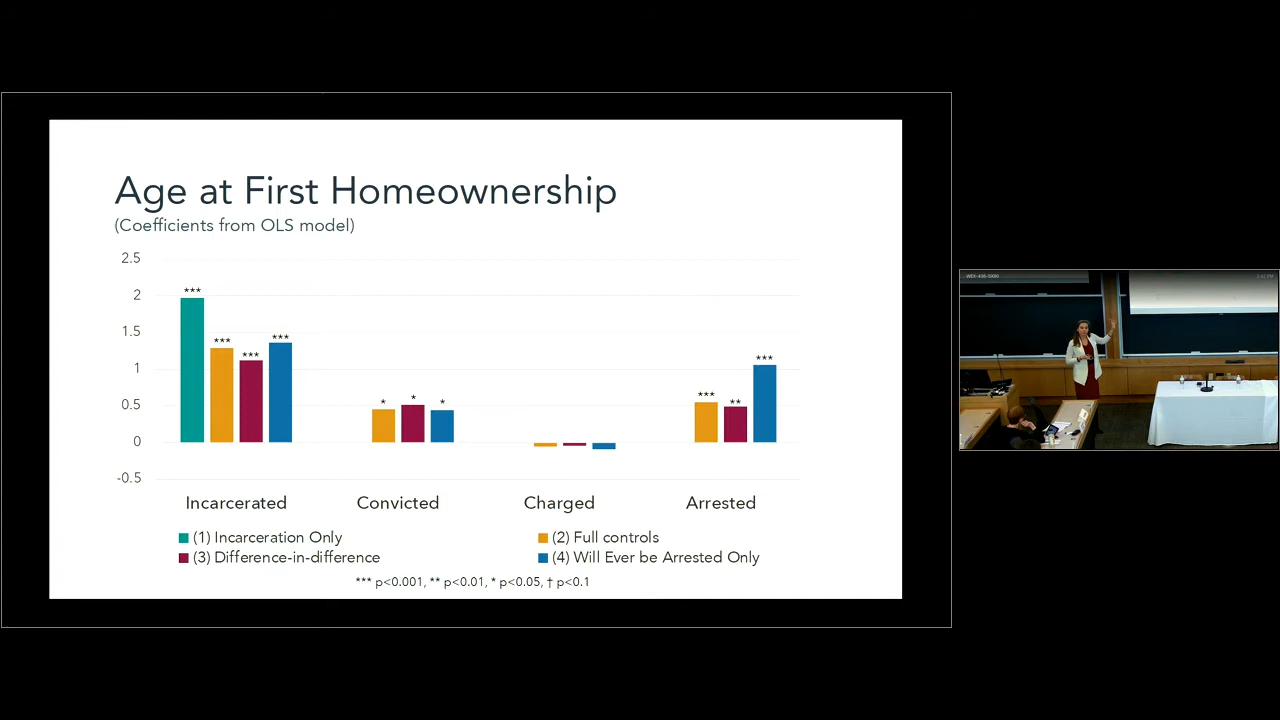 Age at First Homeownership
(Coefficients from OLS model)
2.5
2
1.5
1
0.5
0
-0.5
***
***
***
***
*
*
*
***
**
***
Incarcerated
Convicted
Charged
Arrested
(1) Incarceration Only
(2) Full controls
(3) Difference-in-difference
(4) Will Ever be Arrested Only
*** p<0.001, ** p<0.01, * p<0.05, † p<0.1